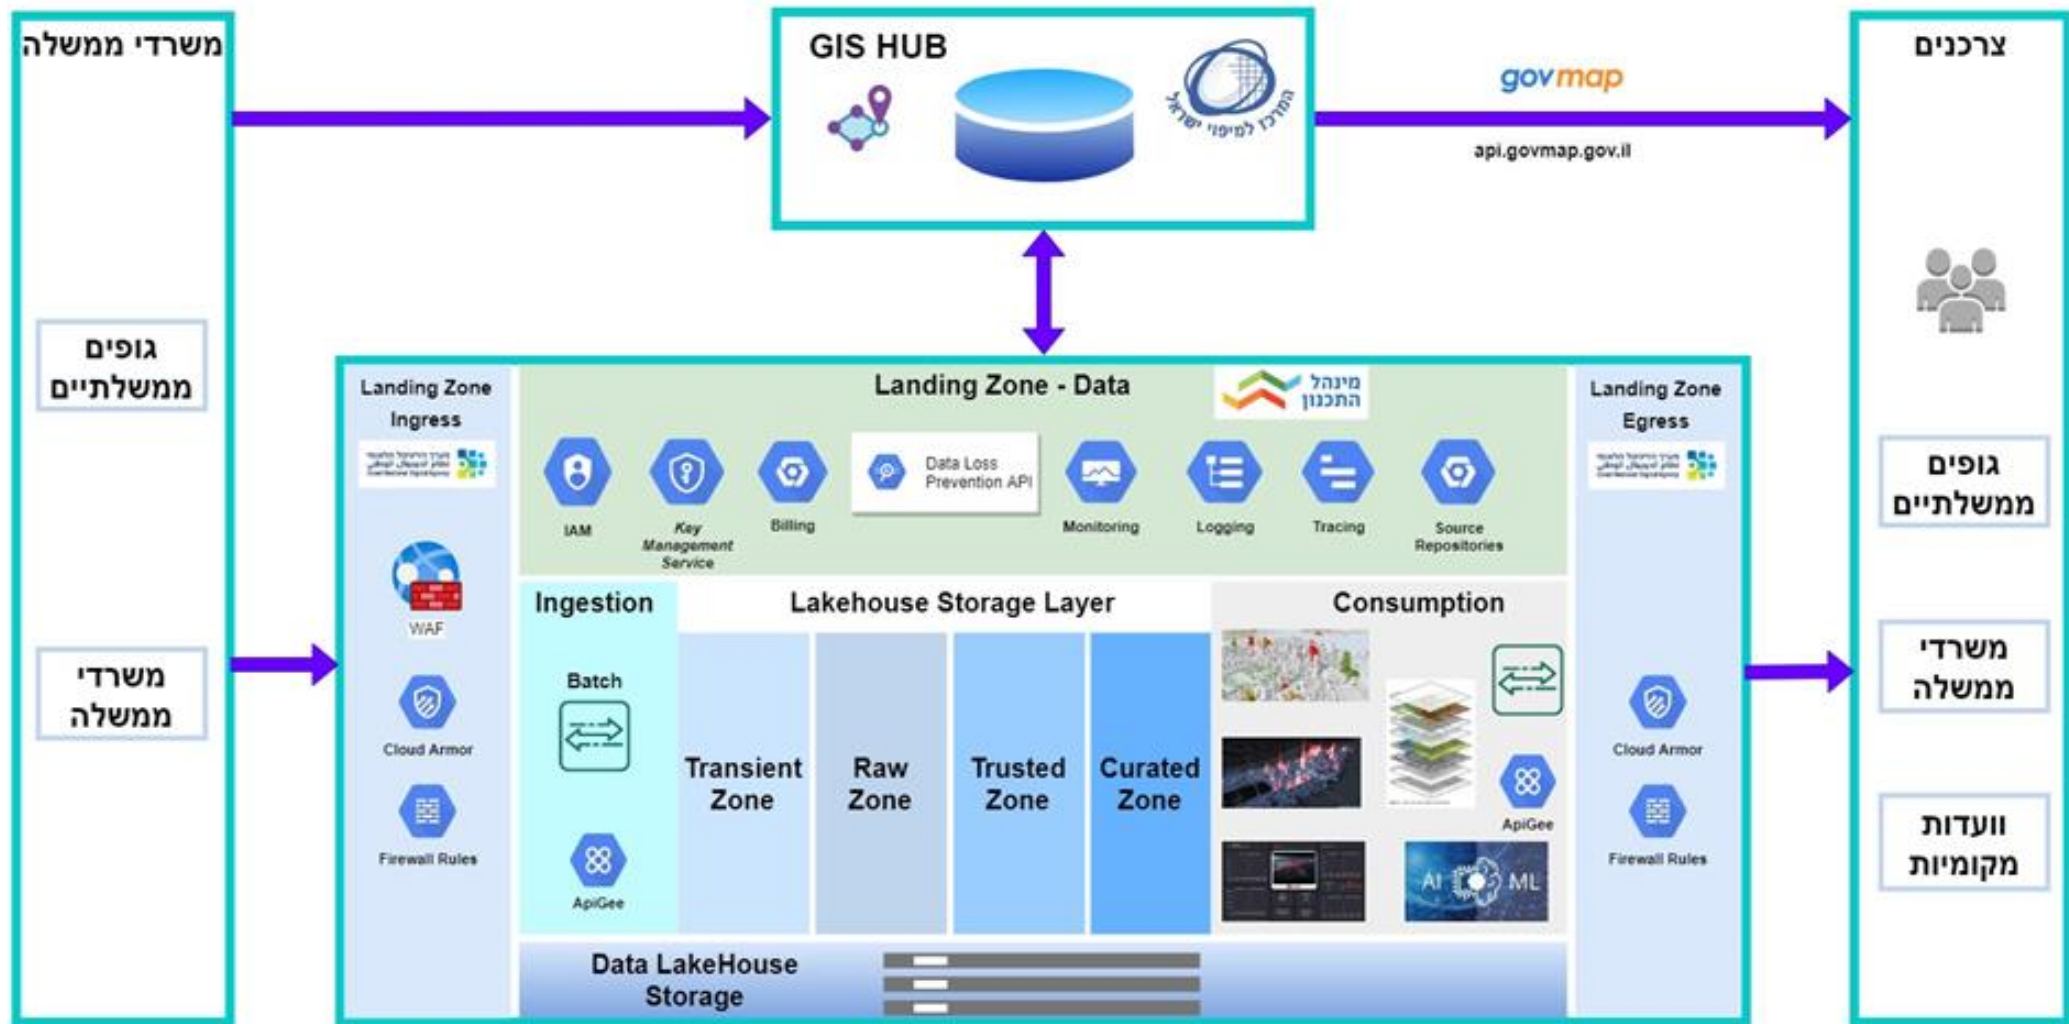 משרדי ממשלה
גופים
ממשלתיים
משרדי
ממשלה
GIS HUB
המרכז למיפוי ישראל
govmap
api.govmap.gov.il
צרכנים
גופים
ממשלתיים
משרדי
ממשלה
וועדות
מקומיות
Landing Zone
Ingress
WAF
Cloud Armor
Firewall Rules
Landing Zone - Data
מינהל
התכנון
IAM
Key
Management
Service
Billing
Data Loss
Prevention API
Monitoring
Logging
Tracing
Source
Repositories
Ingestion
Batch
ApiGee
Lakehouse Storage Layer
Transient
Zone
Raw
Zone
Trusted
Zone
Curated
Zone
Consumption
ApiGee
AI ML
Data LakeHouse
Storage
Landing Zone
Egress
Cloud Armor
Firewall Rules